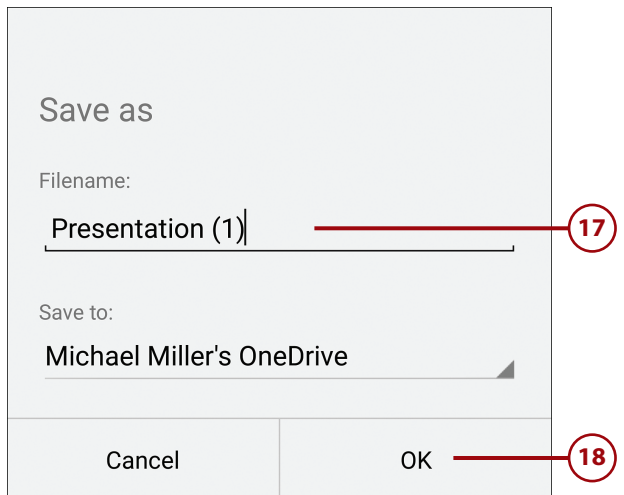 Save as
Filename:
Presentation (1)
17
Save to:
Michael Miller's OneDrive
Cancel
OK
18